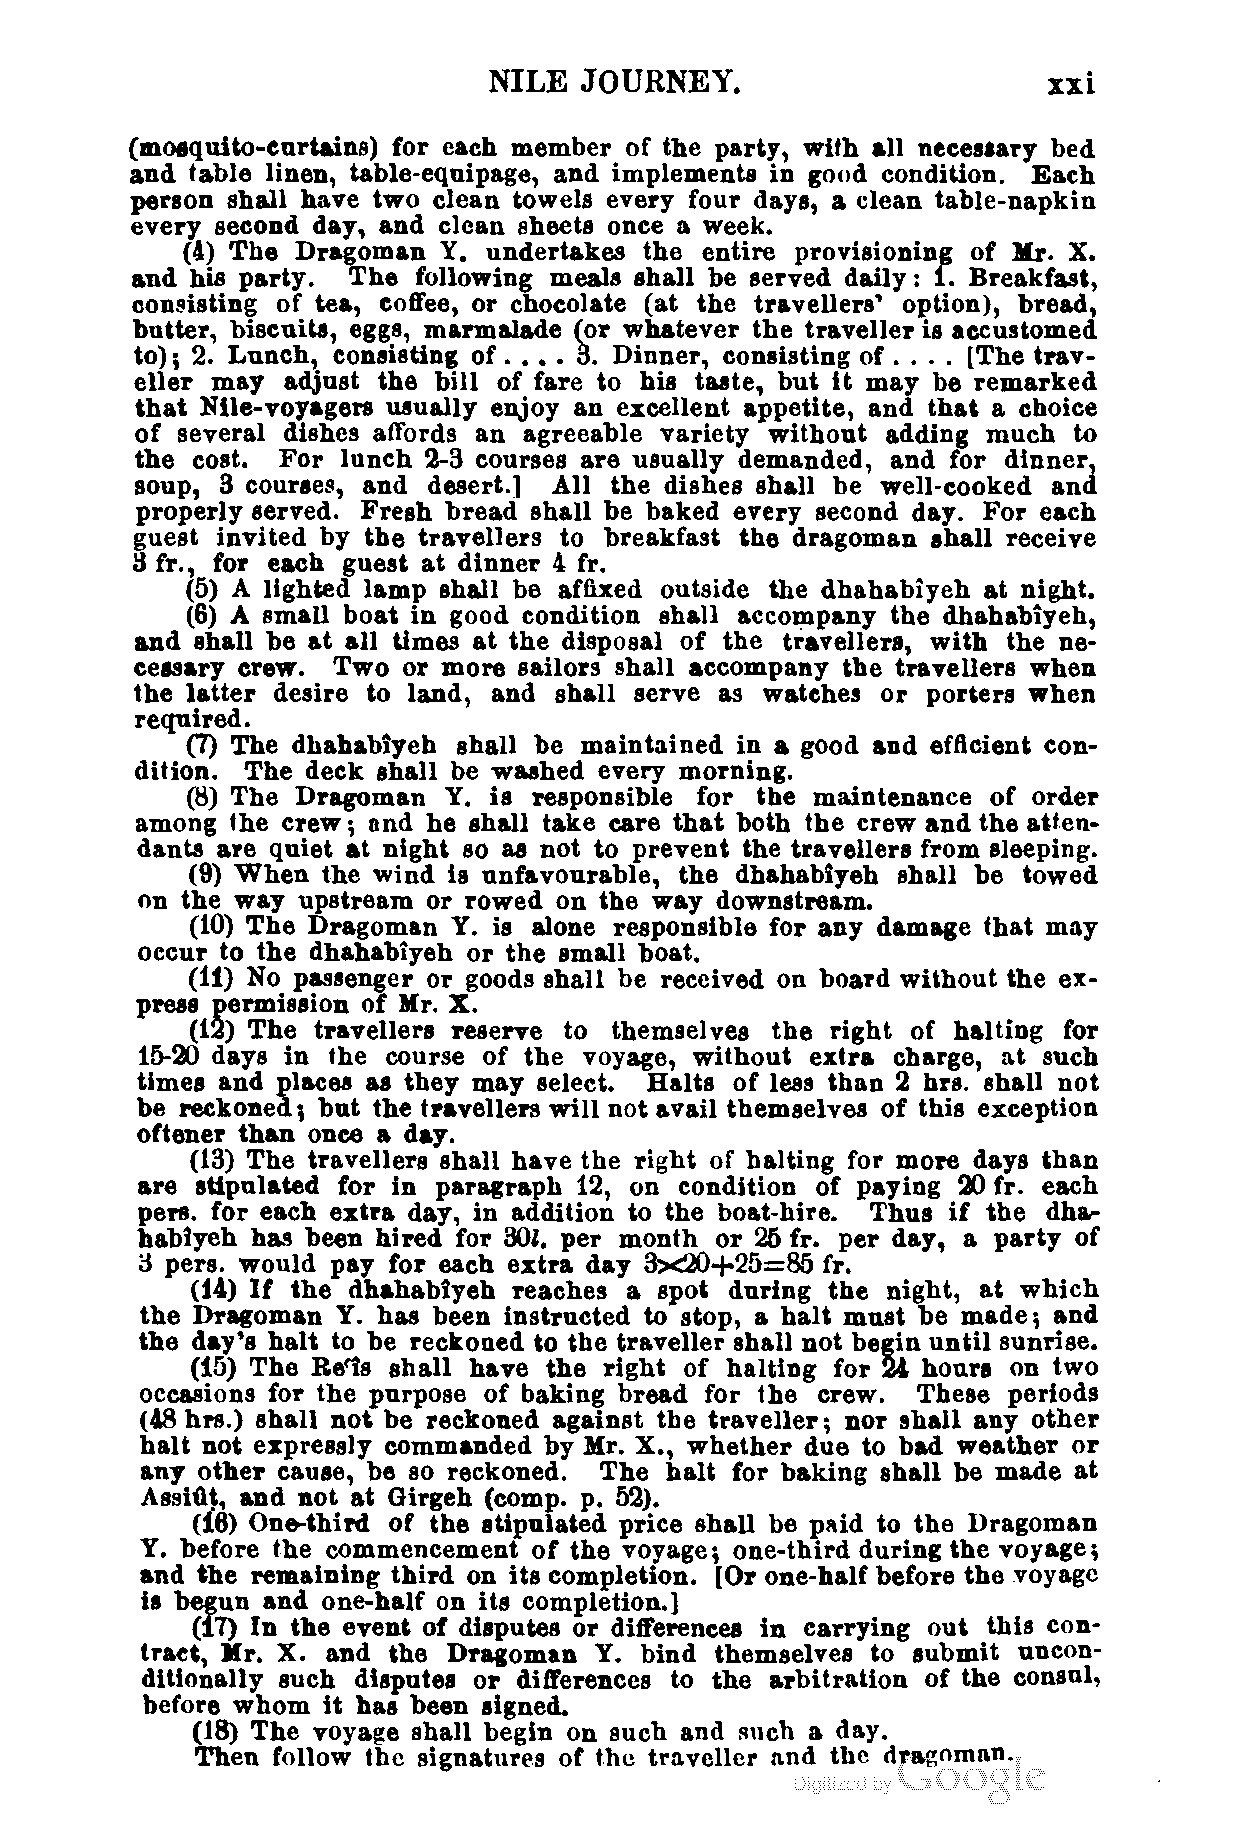 NILE JOURNEY. xxi
(mosquito-curtains) for each member of the party, with all necessary bed
and table linen, table-equipage, and implements in good condition. Each
person shall have two clean towels every four days, a clean table-napkin
every second day, and clean sheets once a week.
(4) The Dragoman Y. undertakes the entire provisioning of Mr. X.
and his party. The following meals shall be served daily: 1. Breakfast,
consisting of tea, coffee, or chocolate (at the travellers' option), bread,
butter, biscuits, eggs, marmalade (or whatever the traveller is accustomed
to); 2. Lunch, consisting of . . . . 3. Dinner, consisting of . . . . [The trav-
eller may adjust the bill of fare to his taste, but it may be remarked
that Nile-voyagers usually enjoy an excellent appetite, and that a choice
of several dishes affords an agreeable variety without adding much to
the cost. For lunch 2-3 courses are usually demanded, and for dinner,
soup, 3 courses, and desert.] All the dishes shall be well-cooked and
properly served. Fresh bread shall be baked every second day. For each
guest invited by the travellers to breakfast the dragoman shall receive
3 fr., for each guest at dinner 4 fr.
(5) A lighted lamp shall be affixed outside the dhahabîyeh at night.
(6) A small boat in good condition shall accompany the dhahabîyeh,
and shall be at all times at the disposal of the travellers, with the ne-
cessary crew. Two or more sailors shall accompany the travellers when
the latter desire to land, and shall serve as watches or porters when
required.
(7) The dhahabîyeh shall be maintained in a good and efficient con-
dition. The deck shall be washed every morning.
(8) The Dragoman Y. is responsible for the maintenance of order
among the crew; and he shall take care that both the crew and the atten-
dants are quiet at night so as not to prevent the travellers from sleeping.
(9) When the wind is unfavourable, the dhahabîyeh shall be towed
on the way upstream or rowed on the way downstream.
(10) The Dragoman Y. is alone responsible for any damage that may
occur to the dhahabîyeh or the small boat.
(11) No passenger or goods shall be received on board without the ex-
press permission of Mr. X.
(12) The travellers reserve to themselves the right of halting for
15-20 days in the course of the voyage, without extra charge, at such
times and places as they may select. Halts of less than 2 hrs. shall not
be reckoned; but the travellers will not avail themselves of this exception
oftener than once a day.
(13) The travellers shall have the right of halting for more days than
are stipulated for in paragraph 12, on condition of paying 20 fr. each
pers. for each extra day, in addition to the boat-hire. Thus if the dha-
habîyeh has been hired for 30l. per month or 25 fr. per day, a party of
3 pers. would pay for each extra day 3×20+25=85 fr.
(14) If the dhahabîyeh reaches a spot during the night, at which
the Dragoman Y. has been instructed to stop, a halt must be made; and
the day's halt to be reckoned to the traveller shall not begin until sunrise.
(15) The Reʿîs shall have the right of halting for 24 hours on two
occasions for the purpose of baking bread for the crew. These periods
(48 hrs.) shall not be reckoned against the traveller; nor shall any other
halt not expressly commanded by Mr. X., whether due to bad weather or
any other cause, be so reckoned. The halt for baking shall be made at
Assiût, and not at Girgeh (comp. p. 52).
(16) One-third of the stipulated price shall be paid to the Dragoman
Y. before the commencement of the voyage; one-third during the voyage;
and the remaining third on its completion. [Or one-half before the voyage
is begun and one-half on its completion.]
(17) In the event of disputes or differences in carrying out this con-
tract, Mr. X. and the Dragoman Y. bind themselves to submit uncon-
ditionally such disputes or differences to the arbitration of the consul,
before whom it has been signed.
(18) The voyage shall begin on such and such a day.
Then follow the signatures of the traveller and the dragoman.
Digitized by Google